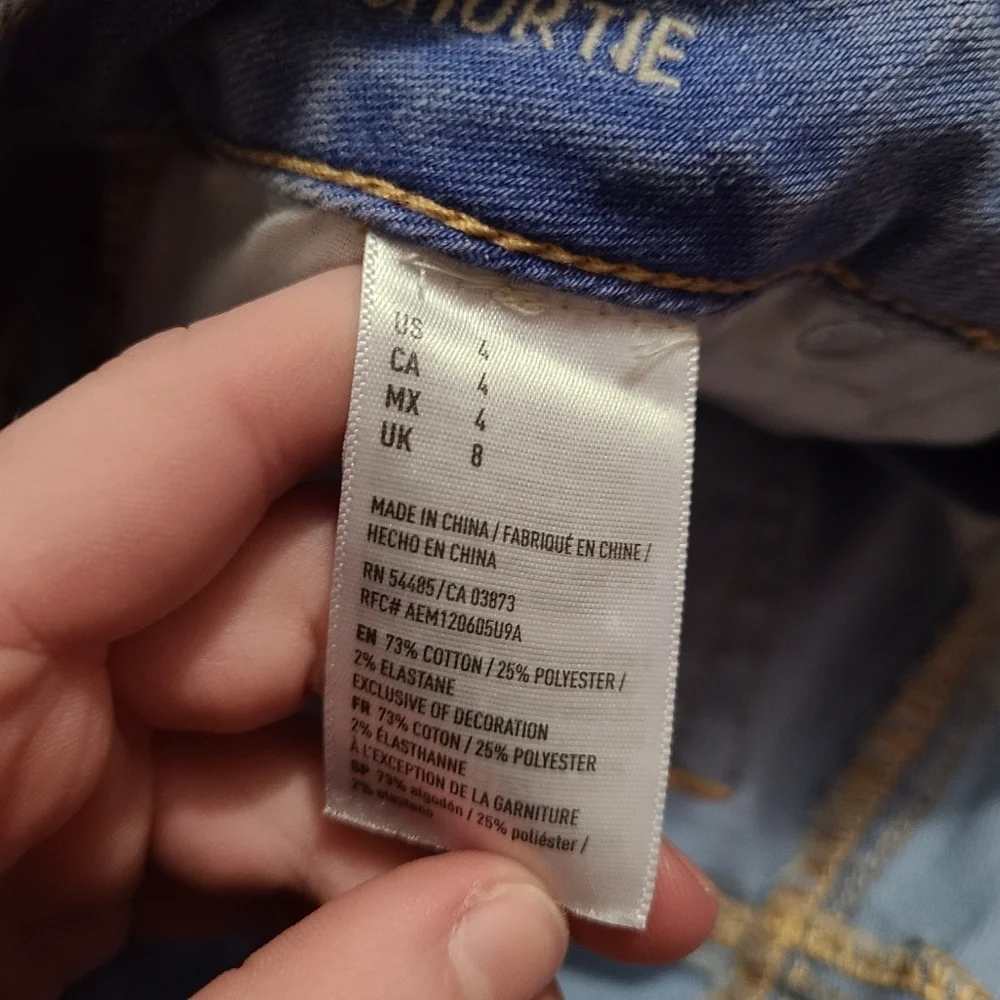 SHORTIE
US 4
CA 4
MX 4
UK 8
MADE IN CHINA / FABRIQUÉ EN CHINE /
HECHO EN CHINA
RN 54485 / CA 03873
RFC# AEM120605U9A
EN 73% COTTON / 25% POLYESTER /
2% ELASTANE
EXCLUSIVE OF DECORATION
FR 73% COTON / 25% POLYESTER
2% ÉLASTHANNE
À L'EXCEPTION DE LA GARNITURE
SP 73% algodón / 25% poliéster /
2% elastano